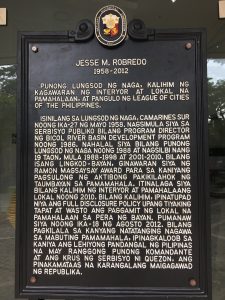 JESSE M. ROBREDO
1958-2012
PUNONG LUNGSOD NG NAGA, KALIHIM NG
KAGAWARAN NG INTERYOR AT LOKAL NA
PAMAHALAAN, AT PANGULO NG LEAGUE OF CITIES
OF THE PHILIPPINES.
ISINILANG SA LUNGSOD NG NAGA, CAMARINES SUR
NOONG IKA-27 NG MAYO 1958. NAGSIMULA SIYA SA
SERBISYO PUBLIKO BILANG PROGRAM DIRECTOR
NG BICOL RIVER BASIN DEVELOPMENT PROGRAM
NOONG 1986. NAHALAL SIYA BILANG PUNONG
LUNGSOD NG NAGA NOONG 1988 AT NAGSILBI NANG
19 TAON, MULA 1988-1998 AT 2001-2010. BILANG
ISANG LINGKOD-BAYAN, GINAWARAN SIYA NG
RAMON MAGSAYSAY AWARD PARA SA KANIYANG
PAGSULONG NG AKTIBONG PAKIKILAHOK NG
TAUMBAYAN SA PAMAHALAAN. ITINALAGA SIYA
BILANG KALIHIM NG INTERYOR AT PAMAHALAANG
LOKAL NOONG 2010. BILANG KALIHIM, IPINATUPAD
NIYA ANG FULL DISCLOSURE POLICY UPANG TIYAKING
TAPAT AT WASTO ANG PAGGAMIT NG LOKAL NA
PAMAHALAAN SA PERA NG BAYAN. PUMANAW
SIYA NOONG IKA-18 NG AGOSTO 2012. BILANG
PAGKILALA SA KANIYANG NATATANGING NAGAWA
SA MABUTING PAMAMAHALA, IPINAGKALOOB SA
KANIYA ANG LEHIYONG PANDANGAL NG PILIPINAS
NA MAY RANGGONG PUNONG KOMANDANTE
AT ANG KRUS NG SERBISYO NI QUEZON, ANG
PINAKAMATAAS NA KARANGALANG MAIGAGAWAD
NG REPUBLIKA.